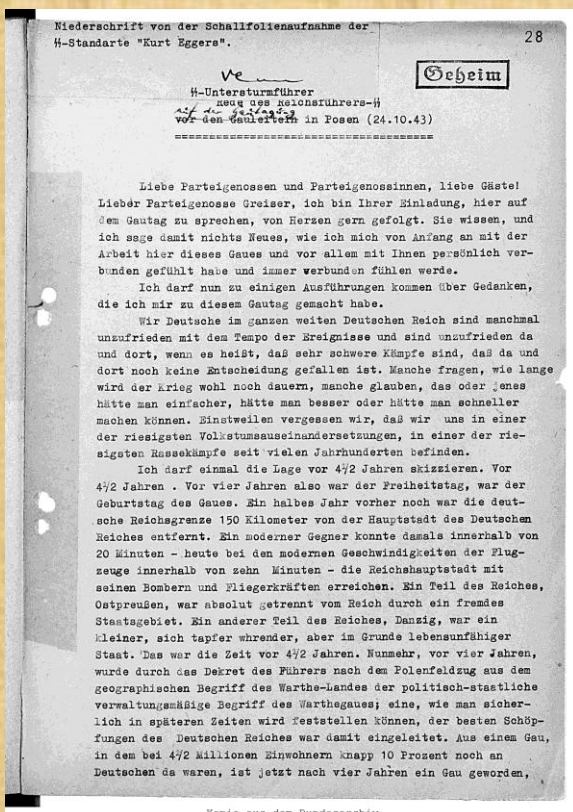 Niederschrift von der Schallfolienaufnahme der
SS-Standarte "Kurt Eggers".
28
Geheim
SS-Untersturmführer
Rede des Reichsführers-SS
auf der Gautagung
vor den Gauleitern in Posen (24.10.43)
=====================================
Liebe Parteigenossen und Parteigenossinnen, liebe Gäste!
Lieber Parteigenosse Greiser, ich bin Ihrer Einladung, hier auf
dem Gautag zu sprechen, von Herzen gern gefolgt. Sie wissen, und
ich sage damit nichts Neues, wie ich mich von Anfang an mit der
Arbeit hier dieses Gaues und vor allem mit Ihnen persönlich ver-
bunden gefühlt habe und immer verbunden fühlen werde.
Ich darf nun zu einigen Ausführungen kommen über Gedanken,
die ich mir zu diesem Gautag gemacht habe.
Wir Deutsche im ganzen weiten Deutschen Reich sind manchmal
unzufrieden mit dem Tempo der Ereignisse und sind unzufrieden da
und dort, wenn es heißt, daß sehr schwere Kämpfe sind, daß da und
dort noch keine Entscheidung gefallen ist. Manche fragen, wie lange
wird der Krieg wohl noch dauern, manche glauben, das oder jenes
hätte man einfacher, hätte man besser oder hätte man schneller
machen können. Einstweilen vergessen wir, daß wir uns in einer
der riesigsten Volkstumsauseinandersetzungen, in einer der rie-
sigsten Rassekämpfe seit vielen Jahrhunderten befinden.
Ich darf einmal die Lage vor 4½ Jahren skizzieren. Vor
4½ Jahren . Vor vier Jahren also war der Freiheitstag, war der
Geburtstag des Gaues. Ein halbes Jahr vorher noch war die deut-
sche Reichsgrenze 150 Kilometer von der Hauptstadt des Deutschen
Reiches entfernt. Ein moderner Gegner konnte damals innerhalb von
20 Minuten - heute bei den modernen Geschwindigkeiten der Flug-
zeuge innerhalb von zehn Minuten - die Reichshauptstadt mit
seinen Bombern und Fliegerkräften erreichen. Ein Teil des Reiches,
Ostpreußen, war absolut getrennt vom Reich durch ein fremdes
Staatsgebiet. Ein anderer Teil des Reiches, Danzig, war ein
kleiner, sich tapfer whrender, aber im Grunde lebensunfähiger
Staat. Das war die Zeit vor 4½ Jahren. Nunmehr, vor vier Jahren,
wurde durch das Dekret des Führers nach dem Polenfeldzug aus dem
geographischen Begriff des Warthe-Landes der politisch-staatliche
verwaltungsmäßige Begriff des Warthegaues; eine, wie man sicher-
lich in späteren Zeiten wird feststellen können, der besten Schöp-
fungen des Deutschen Reiches war damit eingeleitet. Aus einem Gau,
in dem bei 4½ Millionen Einwohnern knapp 10 Prozent noch an
Deutschen da waren, ist jetzt nach vier Jahren ein Gau geworden,
Kopie aus dem Bundesarchiv